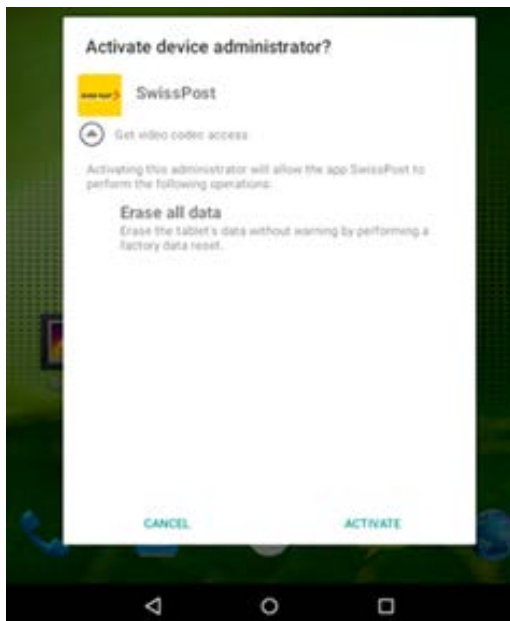 Activate device administrator?
SwissPost
Get video codec access
Activating this administrator will allow the app SwissPost to
perform the following operations:
Erase all data
Erase the tablet's data without warning by performing a
factory data reset.
CANCEL
ACTIVATE